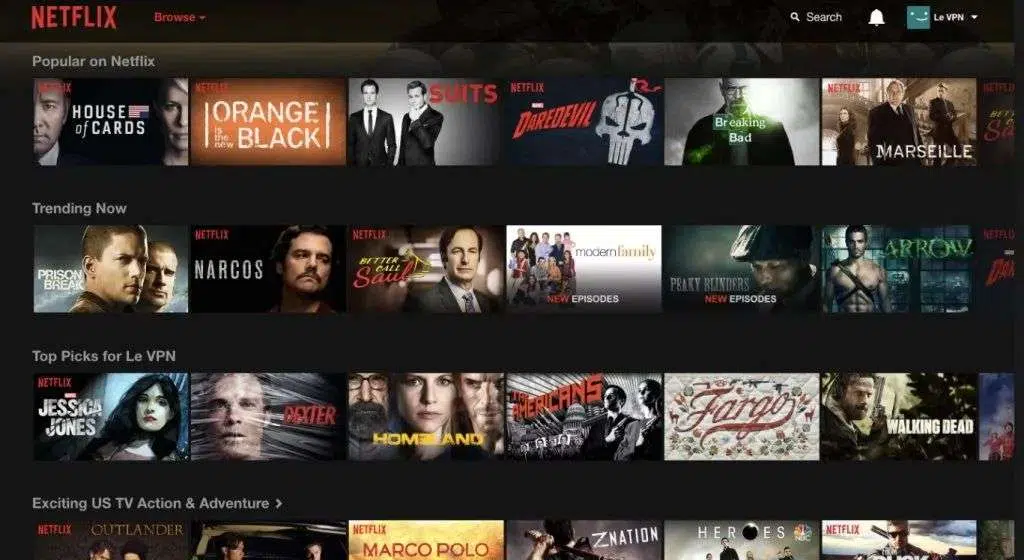 NETFLIX Browse Search Le VPN
Popular on Netflix
NETFLIX
HOUSE
of CARDS
NETFLIX
ORANGE
is the new BLACK
SUITS
NETFLIX
MARVEL
DAREDEVIL
Breaking
Bad
NETFLIX
MARSEILLE
Trending Now
PRISON
BREAK
NETFLIX
NARCOS
NETFLIX
BETTER
CALL
Saul
modern family
NEW EPISODES
PEAKY BLINDERS
NEW EPISODES
ARROW
Top Picks for Le VPN
NETFLIX
MARVEL
JESSICA
JONES
DEXTER
HOMELAND
THE
AMERICANS
Fargo
THE
WALKING DEAD
Exciting US TV Action & Adventure >
NETFLIX
OUTLANDER
NETFLIX
MARCO POLO
Z NATION
HEROES
NETFLIX